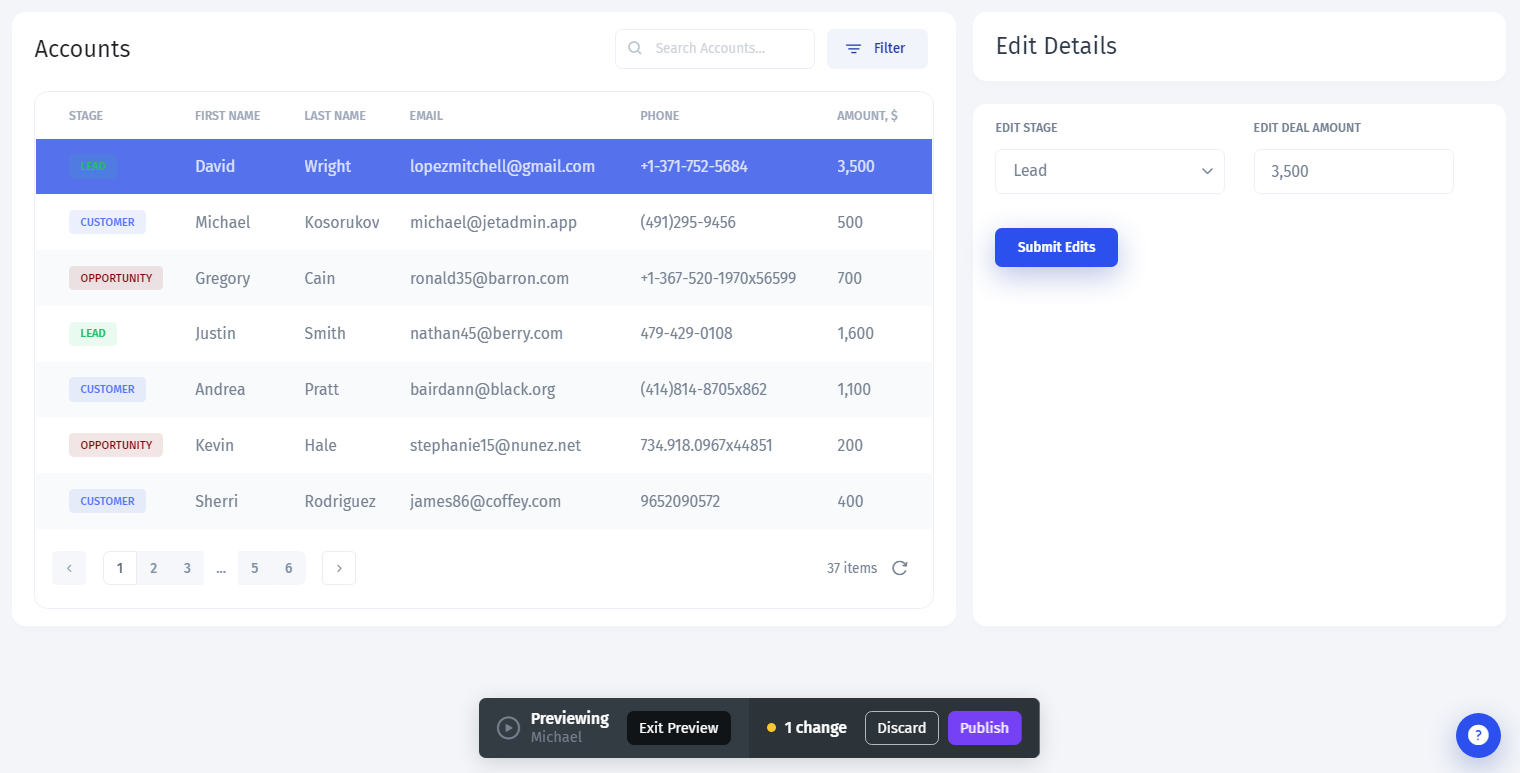 Accounts
Search Accounts...
Filter
STAGE FIRST NAME LAST NAME EMAIL PHONE AMOUNT, $
LEAD David Wright lopezmitchell@gmail.com +1-371-752-5684 3,500
CUSTOMER Michael Kosorukov michael@jetadmin.app (491)295-9456 500
OPPORTUNITY Gregory Cain ronald35@barron.com +1-367-520-1970x56599 700
LEAD Justin Smith nathan45@berry.com 479-429-0108 1,600
CUSTOMER Andrea Pratt bairdann@black.org (414)814-8705x862 1,100
OPPORTUNITY Kevin Hale stephanie15@nunez.net 734.918.0967x44851 200
CUSTOMER Sherri Rodriguez james86@coffey.com 9652090572 400
1 2 3 ... 5 6
37 items
Edit Details
EDIT STAGE EDIT DEAL AMOUNT
Lead 3,500
Submit Edits
Previewing
Michael
Exit Preview
1 change
Discard
Publish
?